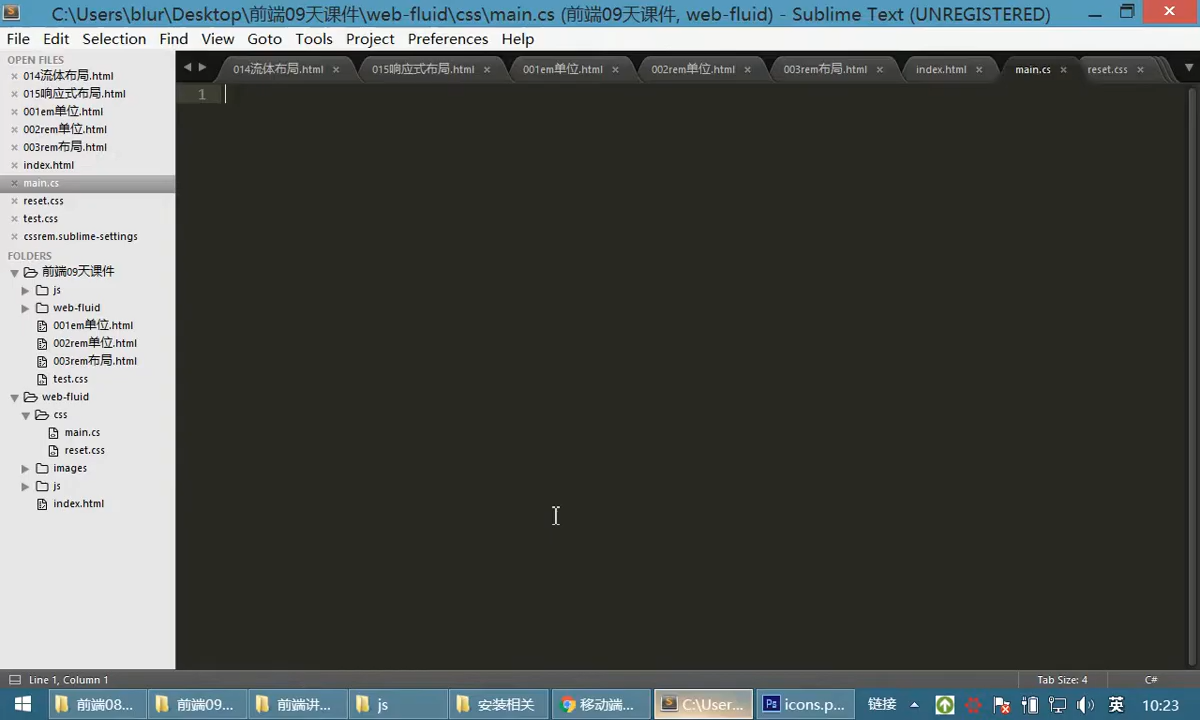 C:\Users\blur\Desktop\前端09天课件\web-fluid\css\main.cs (前端09天课件, web-fluid) - Sublime Text (UNREGISTERED)
File Edit Selection Find View Goto Tools Project Preferences Help
OPEN FILES
014流体布局.html
015响应式布局.html
001em单位.html
002rem单位.html
003rem布局.html
index.html
main.cs
reset.css
test.css
cssrem.sublime-settings
FOLDERS
前端09天课件
js
web-fluid
001em单位.html
002rem单位.html
003rem布局.html
test.css
web-fluid
css
main.cs
reset.css
images
js
index.html
014流体布局.html 015响应式布局.html 001em单位.html 002rem单位.html 003rem布局.html index.html main.cs reset.css
1
Line 1, Column 1 Tab Size: 4 C#
前端08... 前端09... 前端讲... js 安装相关 移动端... C:\User... icons.p... 链接 英 10:23